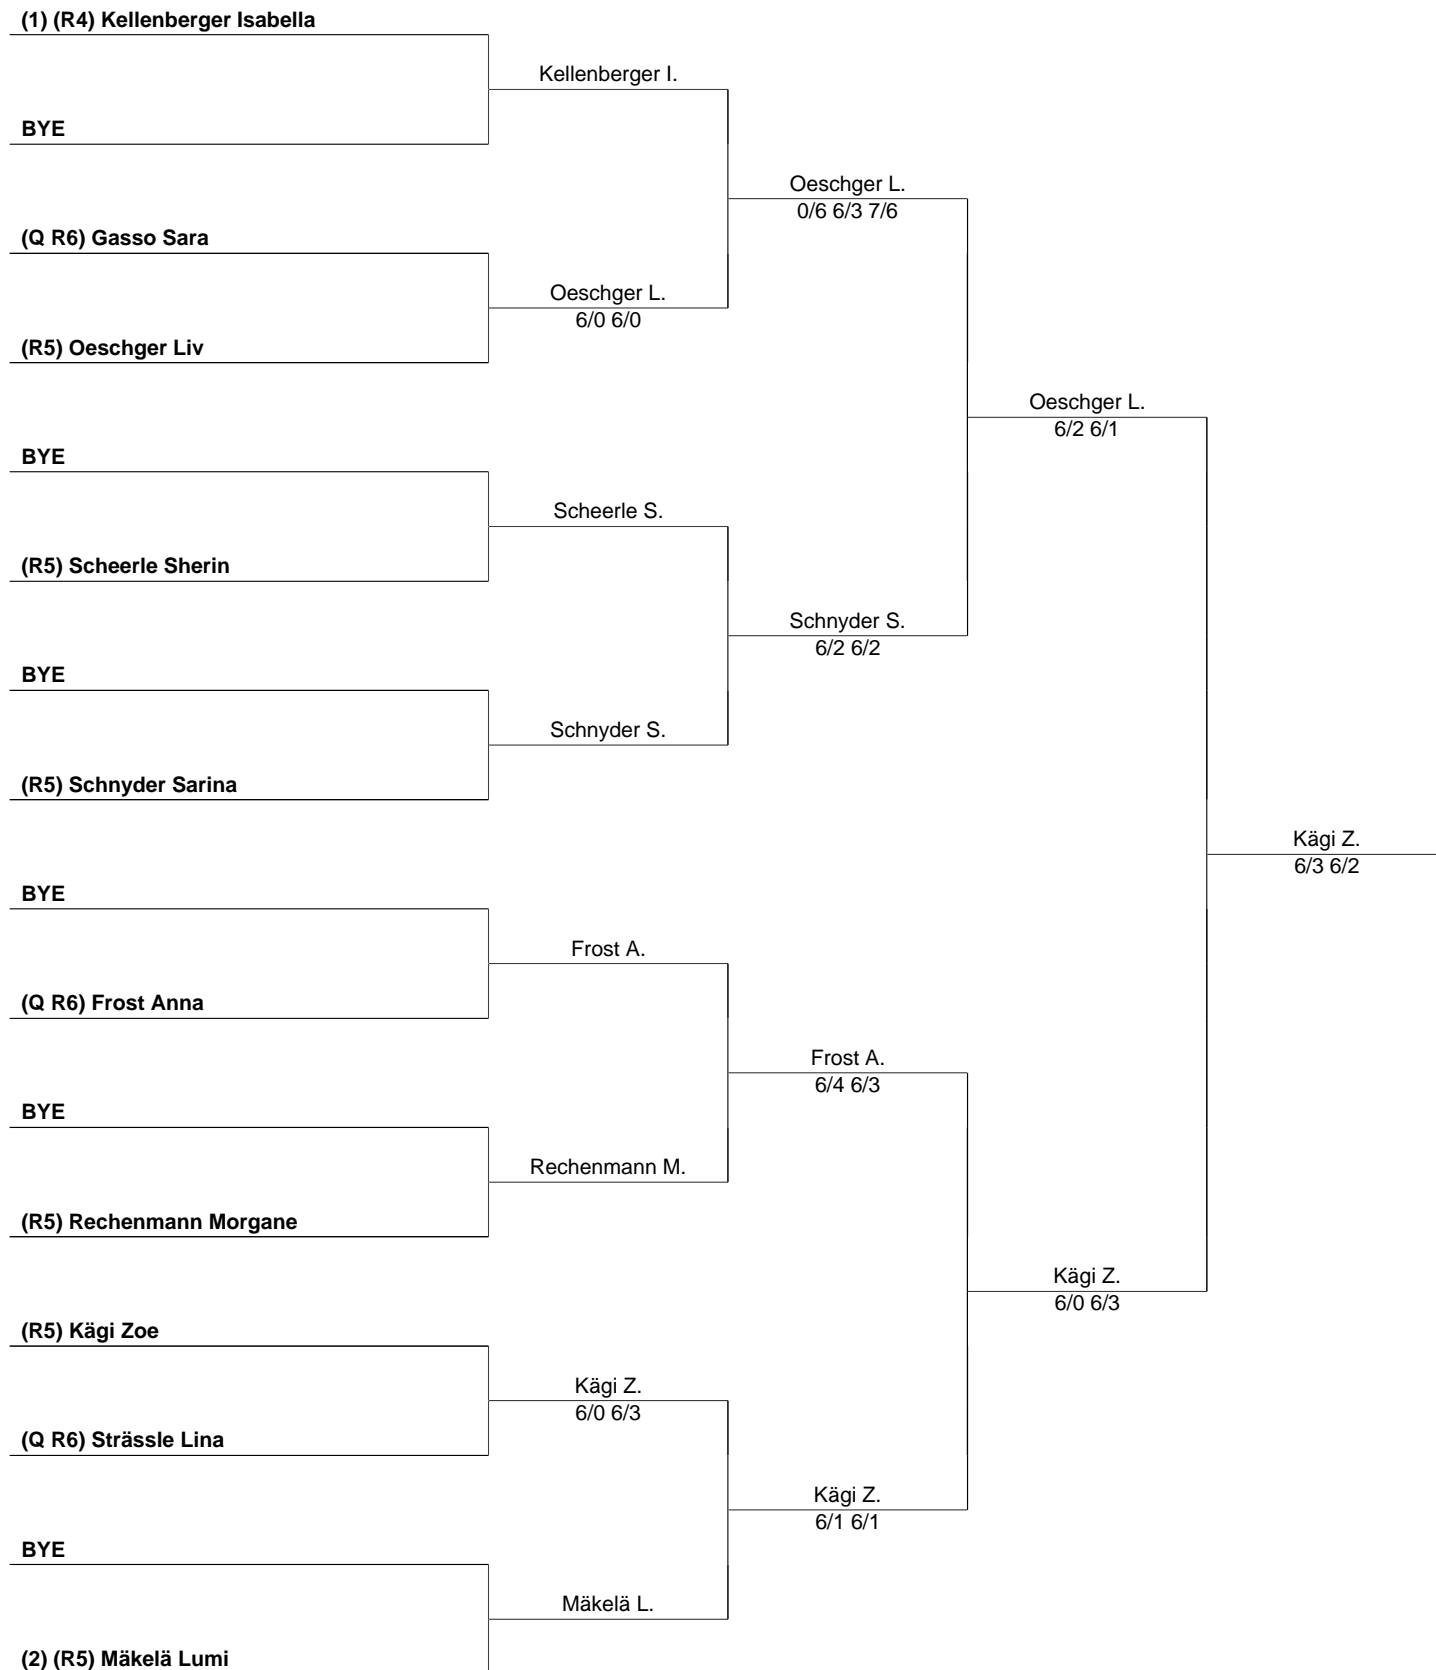 (1) (R4) Kellenberger Isabella
Kellenberger I.
BYE
Oeschger L.
0/6 6/3 7/6
(Q R6) Gasso Sara
Oeschger L.
6/0 6/0
(R5) Oeschger Liv
Oeschger L.
6/2 6/1
BYE
Scheerle S.
(R5) Scheerle Sherin
Schnyder S.
6/2 6/2
BYE
Schnyder S.
(R5) Schnyder Sarina
Kägi Z.
6/3 6/2
BYE
Frost A.
(Q R6) Frost Anna
Frost A.
6/4 6/3
BYE
Rechenmann M.
(R5) Rechenmann Morgane
Kägi Z.
6/0 6/3
(R5) Kägi Zoe
Kägi Z.
6/0 6/3
(Q R6) Strässle Lina
Kägi Z.
6/1 6/1
BYE
Mäkelä L.
(2) (R5) Mäkelä Lumi